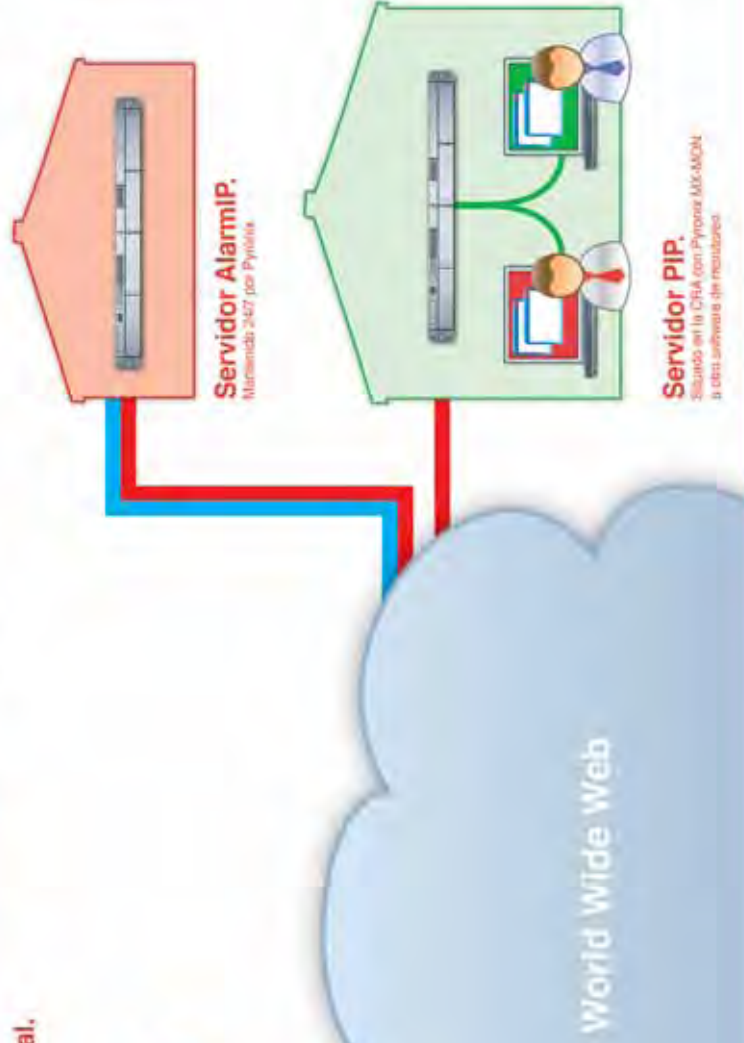 al.
Servidor AlarmIP.
Mantenido 24/7 por Pyronix
Servidor PIP.
Situado en la CRA con Pyronix MX-MON
o otro software de monitoreo.
World Wide Web